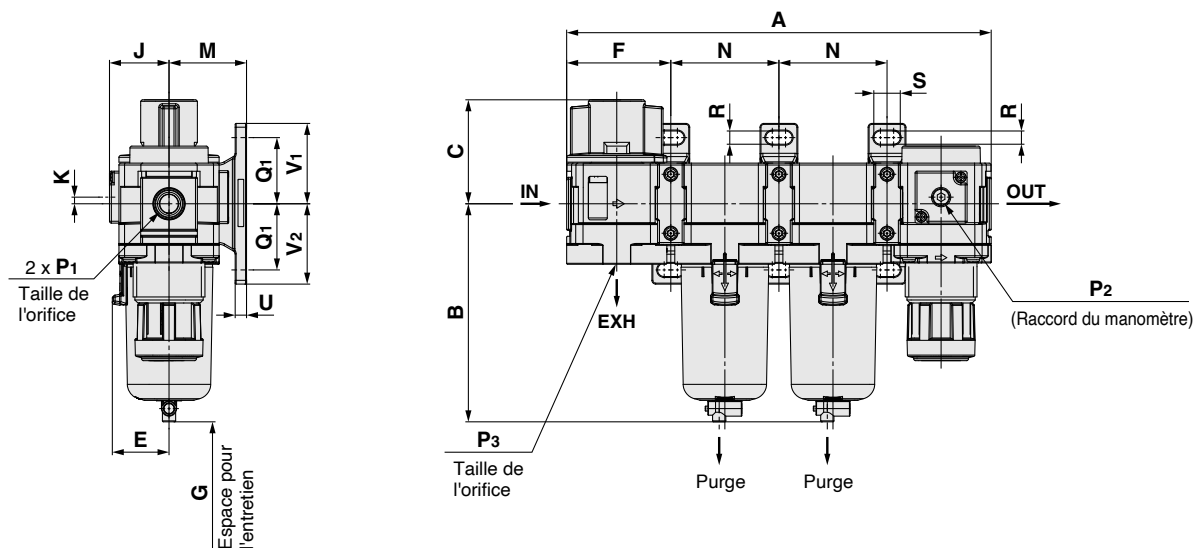 A
J
M
F
N
N
S
R
R
C
K
Q1
V1
IN
OUT
Q1
V2
2 x P1
Taille de
l'orifice
U
B
EXH
P2
(Raccord du manomètre)
E
G
Espace pour
l'entretien
P3
Taille de
l'orifice
Purge
Purge